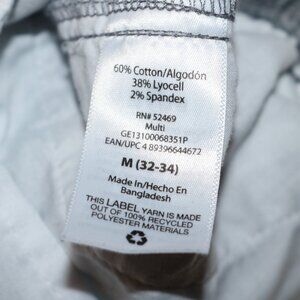 60% Cotton/Algodón
38% Lyocell
2% Spandex
RN# 52469
Multi
GE13100068351P
EAN/UPC 4 89396644672
M (32-34)
Made In/Hecho En
Bangladesh
THIS LABEL YARN IS MADE
OUT OF 100% RECYCLED
POLYESTER MATERIALS